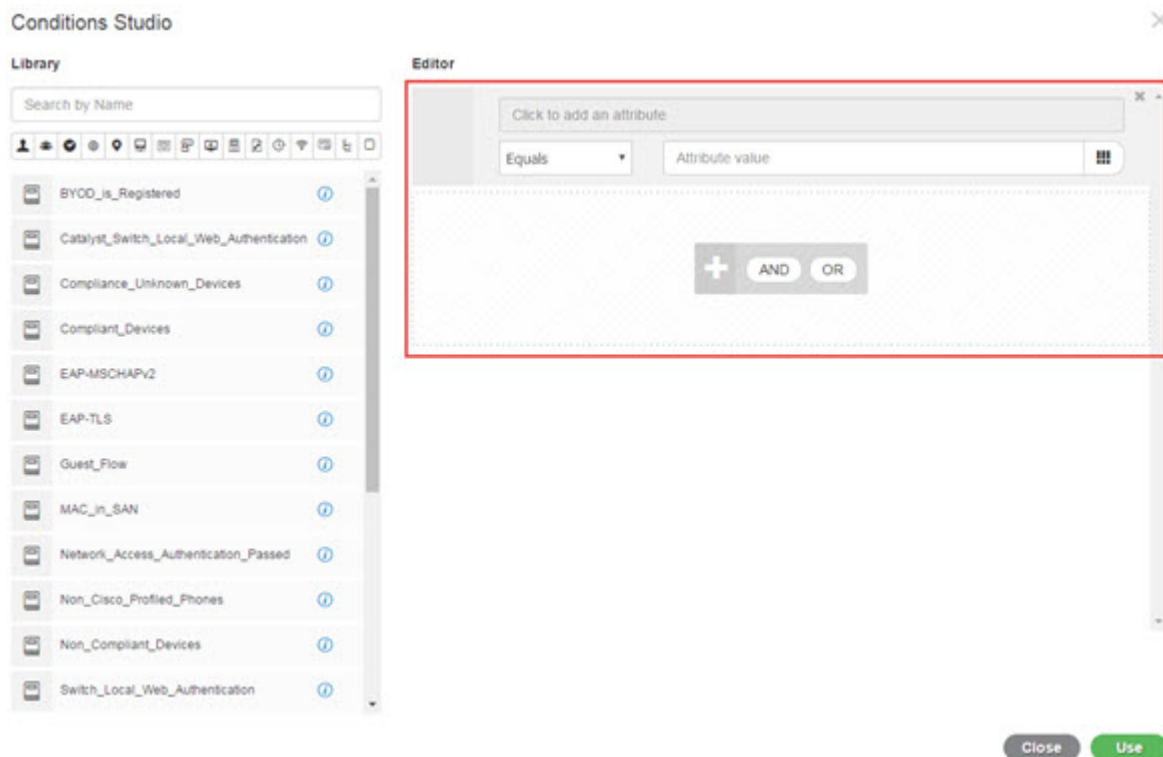 Conditions Studio
Library
Search by Name
BYOD_is_Registered
Catalyst_Switch_Local_Web_Authentication
Compliance_Unknown_Devices
Compliant_Devices
EAP-MSCHAPv2
EAP-TLS
Guest_Flow
MAC_in_SAN
Network_Access_Authentication_Passed
Non_Cisco_Profiled_Phones
Non_Compliant_Devices
Switch_Local_Web_Authentication
Editor
Click to add an attribute
Equals
Attribute value
AND OR
Close Use